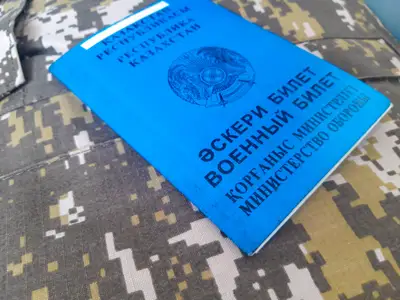 ҚАЗАҚСТАН
РЕСПУБЛИКАСЫ
РЕСПУБЛИКА
КАЗАХСТАН
ӘСКЕРИ БИЛЕТ
ВОЕННЫЙ БИЛЕТ
ҚОРҒАНЫС МИНИСТРЛІГІ
МИНИСТЕРСТВО ОБОРОНЫ